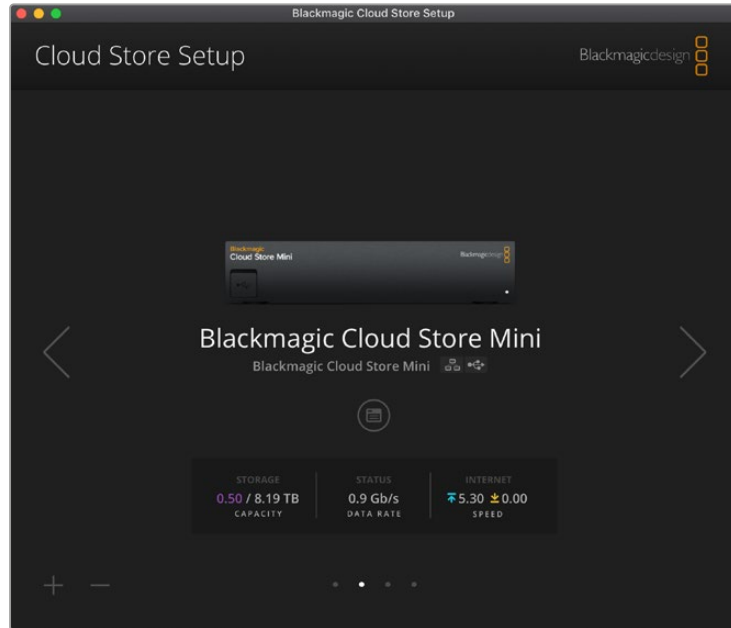 Blackmagic Cloud Store Setup
Cloud Store Setup
Blackmagicdesign
Blackmagic
Cloud Store Mini
Blackmagicdesign
Blackmagic Cloud Store Mini
Blackmagic Cloud Store Mini
STORAGE STATUS INTERNET
0.50 / 8.19 TB 0.9 Gb/s 5.30 0.00
CAPACITY DATA RATE SPEED